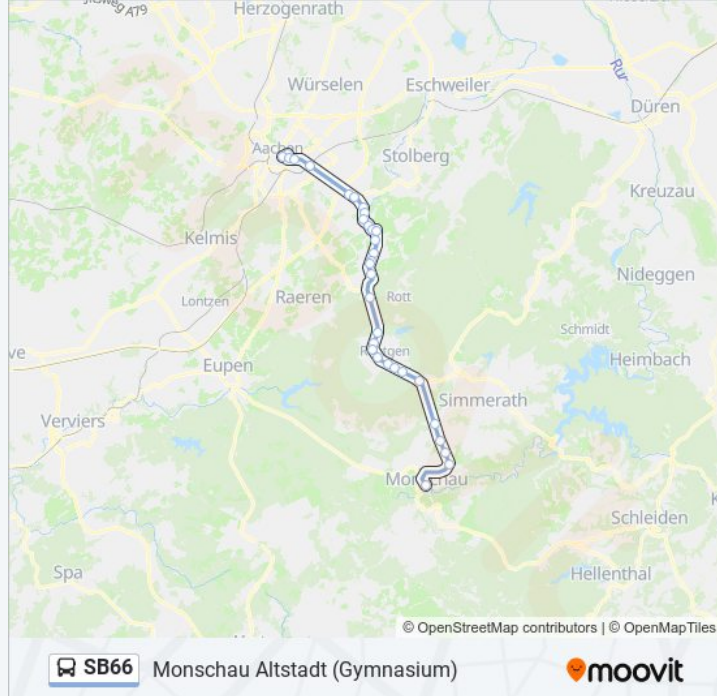 Herzogenrath
Würselen
Eschweiler
Rur
Düren
Aachen
Stolberg
Kreuzau
Kelmis
Nideggen
Lontzen
Raeren
Rott
Schmidt
Eupen
Heimbach
Simmerath
Verviers
Monschau
Schleiden
Spa
Hellenthal
© OpenStreetMap contributors | © OpenMapTiles
SB66 Monschau Altstadt (Gymnasium)
moovit